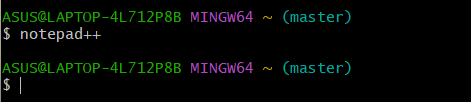 ASUS@LAPTOP-4L712P8B MINGW64 ~ (master)
$ notepad++
ASUS@LAPTOP-4L712P8B MINGW64 ~ (master)
$